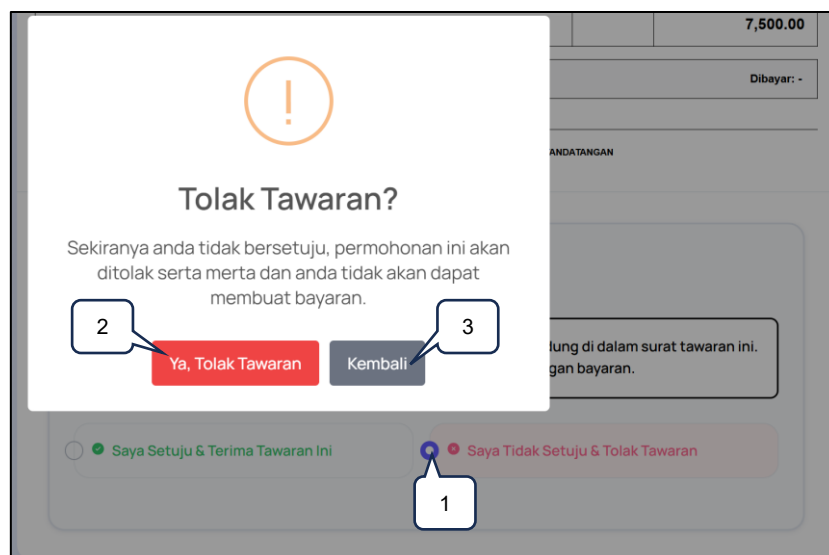 7,500.00
Dibayar: -
ANDATANGAN
!
Tolak Tawaran?
Sekiranya anda tidak bersetuju, permohonan ini akan
ditolak serta merta dan anda tidak akan dapat
membuat bayaran.
2
3
Ya, Tolak Tawaran
Kembali
dung di dalam surat tawaran ini.
gan bayaran.
Saya Setuju & Terima Tawaran Ini
Saya Tidak Setuju & Tolak Tawaran
1